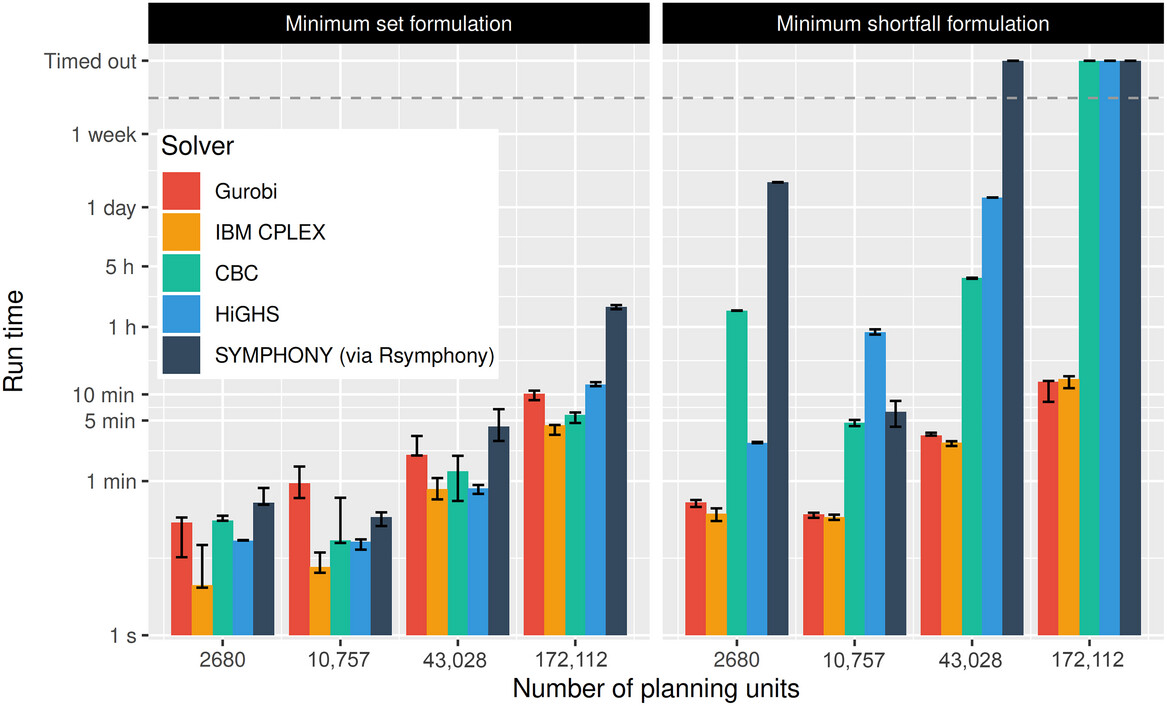 Minimum set formulation
Minimum shortfall formulation
Timed out
1 week
1 day
5 h
1 h
10 min
5 min
1 min
1 s
Run time
Solver
Gurobi
IBM CPLEX
CBC
HiGHS
SYMPHONY (via Rsymphony)
2680 10,757 43,028 172,112
2680 10,757 43,028 172,112
Number of planning units